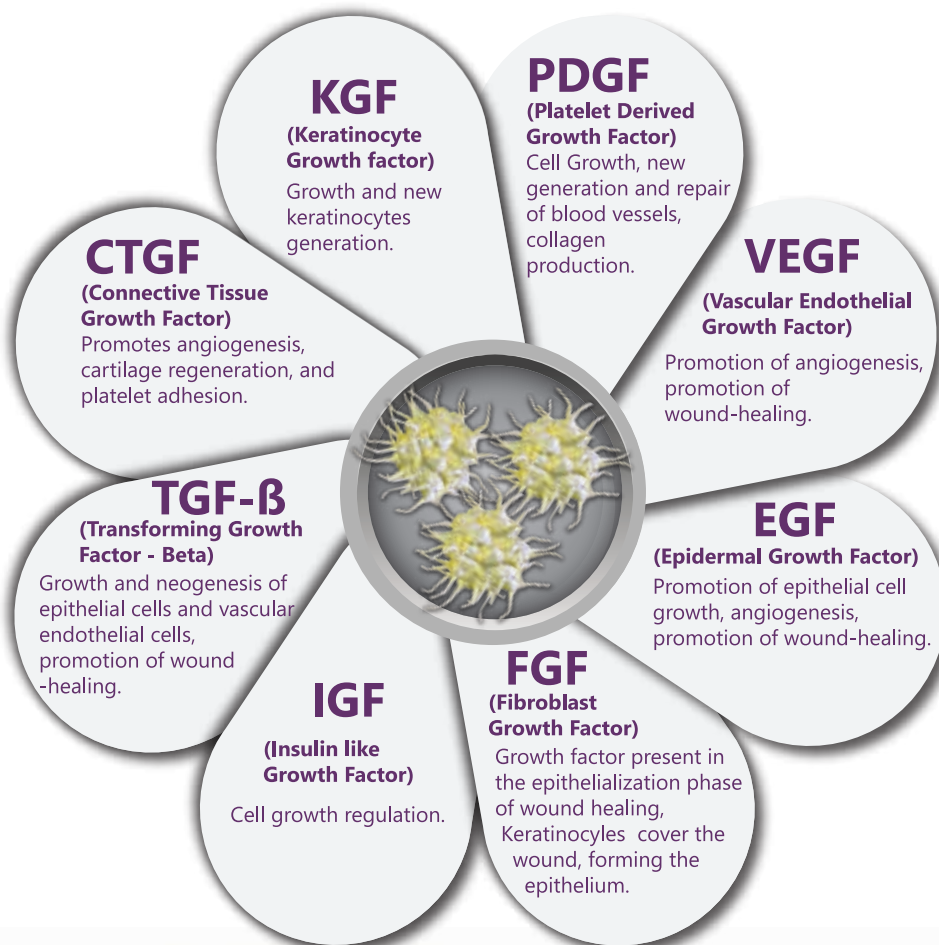 KGF
(Keratinocyte
Growth factor)
Growth and new
keratinocytes
generation.
PDGF
(Platelet Derived
Growth Factor)
Cell Growth, new
generation and repair
of blood vessels,
collagen
production.
VEGF
(Vascular Endothelial
Growth Factor)
Promotion of angiogenesis,
promotion of
wound-healing.
EGF
(Epidermal Growth Factor)
Promotion of epithelial cell
growth, angiogenesis,
promotion of wound-healing.
FGF
(Fibroblast
Growth Factor)
Growth factor present in
the epithelialization phase
of wound healing,
Keratinocyles cover the
wound, forming the
epithelium.
IGF
(Insulin like
Growth Factor)
Cell growth regulation.
TGF-ß
(Transforming Growth
Factor - Beta)
Growth and neogenesis of
epithelial cells and vascular
endothelial cells,
promotion of wound
-healing.
CTGF
(Connective Tissue
Growth Factor)
Promotes angiogenesis,
cartilage regeneration, and
platelet adhesion.